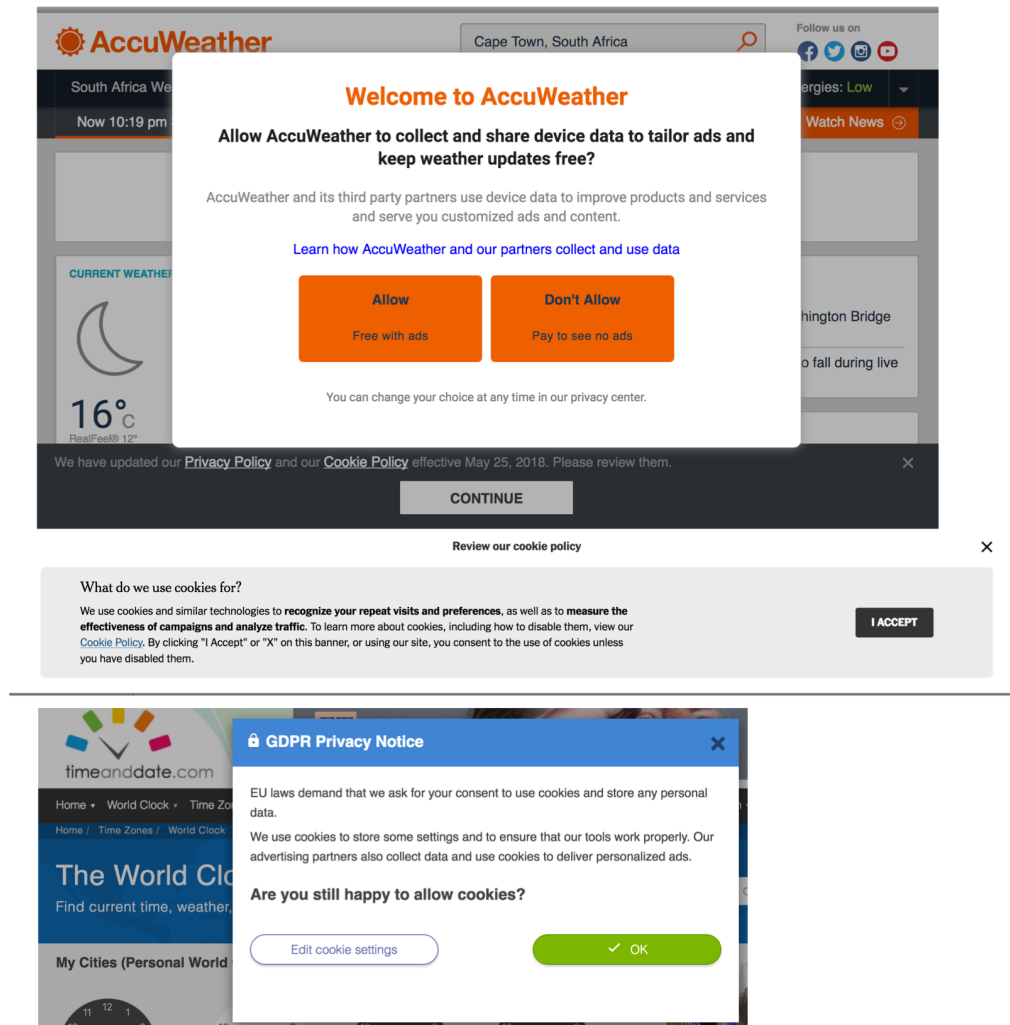 AccuWeather
Cape Town, South Africa
Follow us on
South Africa We
ergies: Low
Now 10:19 pm
Watch News
Welcome to AccuWeather
Allow AccuWeather to collect and share device data to tailor ads and
keep weather updates free?
AccuWeather and its third party partners use device data to improve products and services
and serve you customized ads and content.
Learn how AccuWeather and our partners collect and use data
Allow
Don't Allow
Free with ads
Pay to see no ads
You can change your choice at any time in our privacy center.
CURRENT WEATHER
16°C
RealFeel® 12°
hington Bridge
o fall during live
We have updated our Privacy Policy and our Cookie Policy effective May 25, 2018. Please review them.
CONTINUE
Review our cookie policy
What do we use cookies for?
We use cookies and similar technologies to recognize your repeat visits and preferences, as well as to measure the
effectiveness of campaigns and analyze traffic. To learn more about cookies, including how to disable them, view our
Cookie Policy. By clicking "I Accept" or "X" on this banner, or using our site, you consent to the use of cookies unless
you have disabled them.
I ACCEPT
timeanddate.com
Home World Clock Time Zo
Home / Time Zones / World Clock
The World Clo
Find current time, weather,
My Cities (Personal World
11 12 1
GDPR Privacy Notice
EU laws demand that we ask for your consent to use cookies and store any personal
data.
We use cookies to store some settings and to ensure that our tools work properly. Our
advertising partners also collect data and use cookies to deliver personalized ads.
Are you still happy to allow cookies?
Edit cookie settings
OK